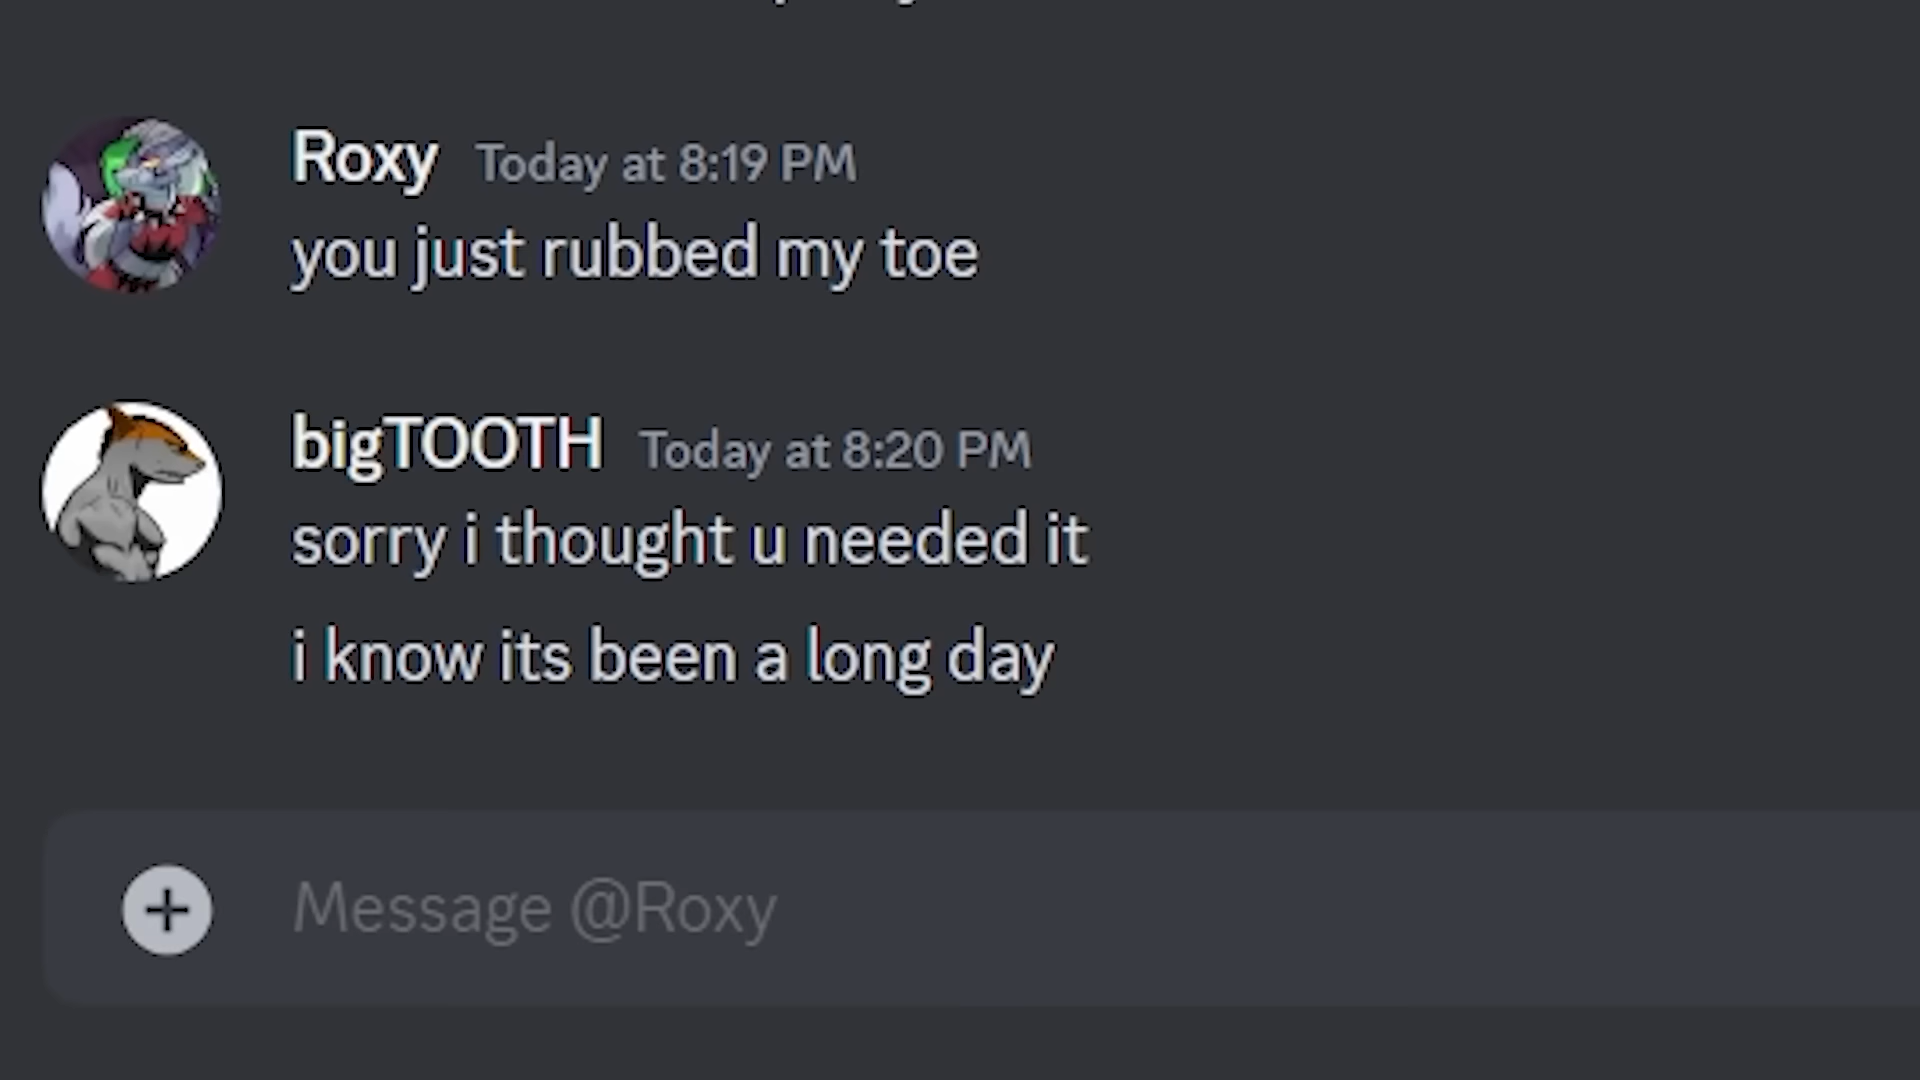 Roxy Today at 8:19 PM
you just rubbed my toe
bigTOOTH Today at 8:20 PM
sorry i thought u needed it
i know its been a long day
Message @Roxy